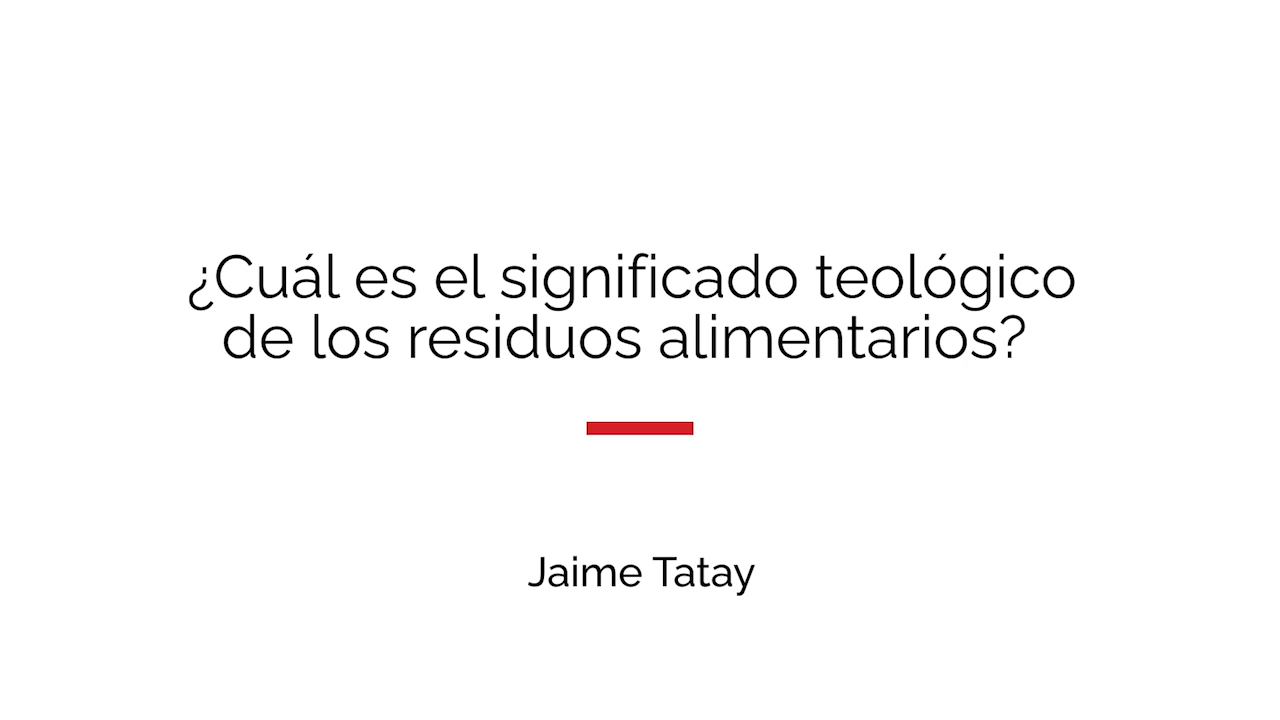 ¿Cuál es el significado teológico
de los residuos alimentarios?
Jaime Tatay